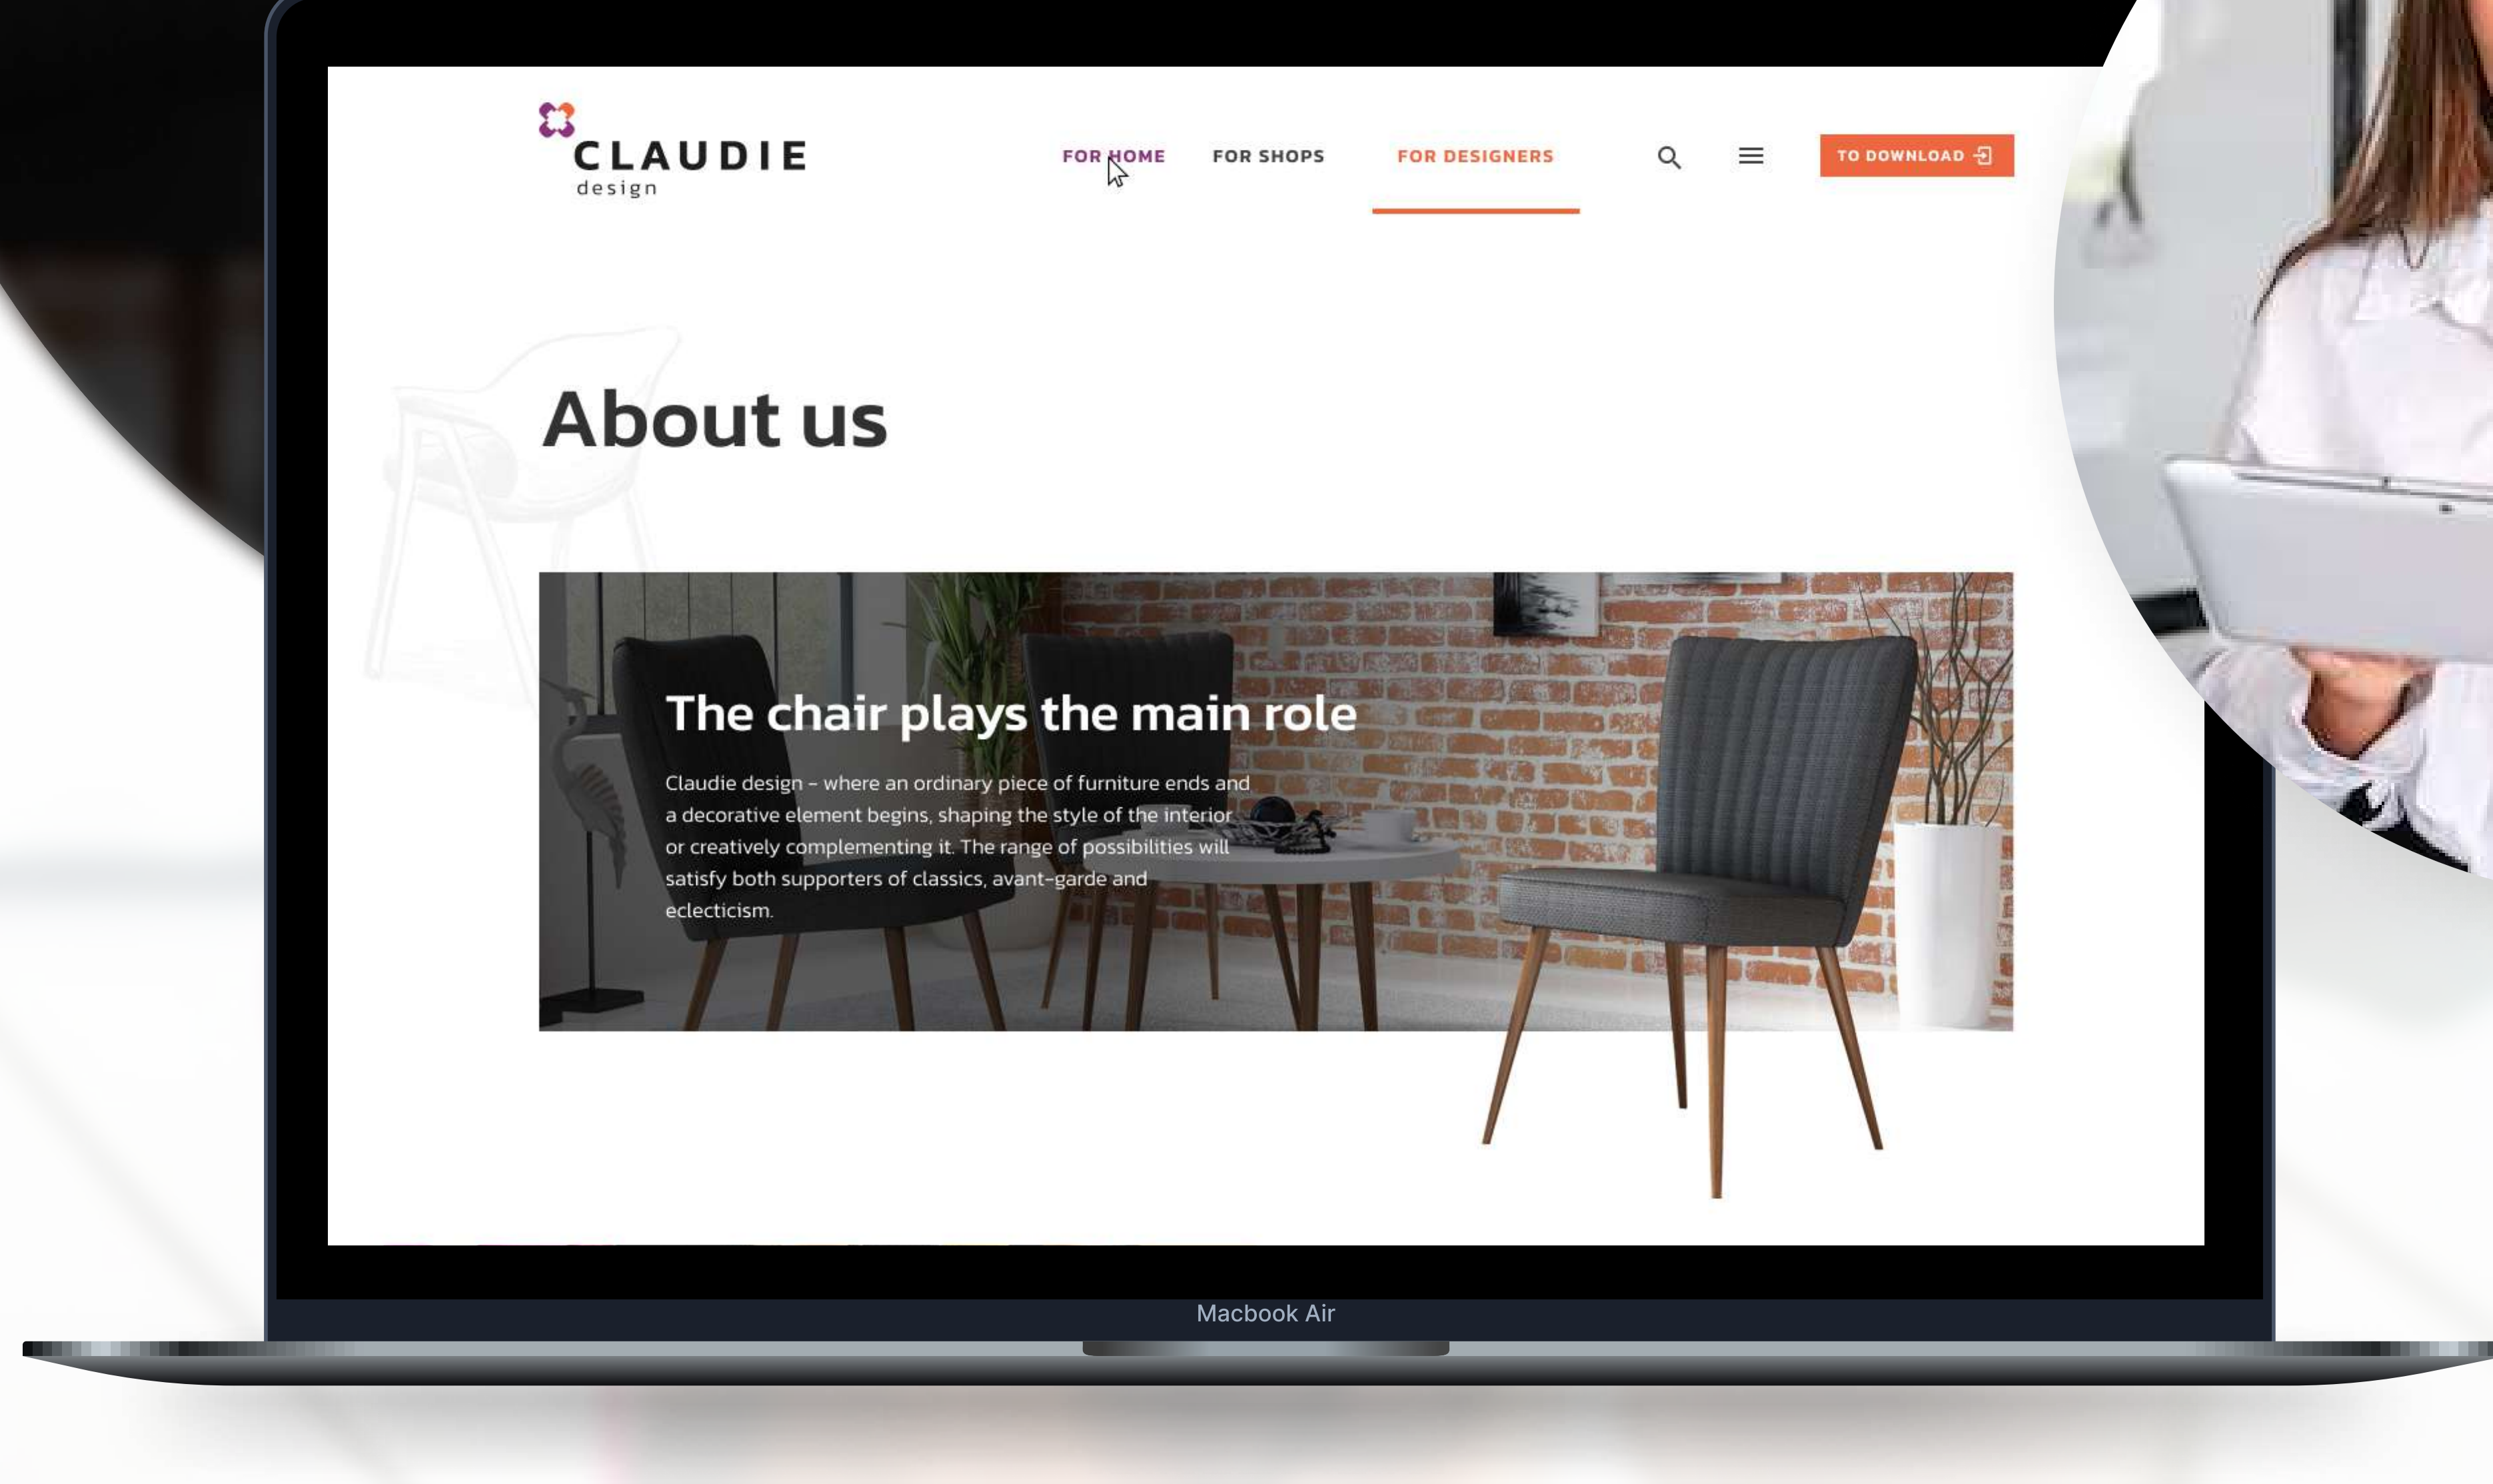 CLAUDIE
design
FOR HOME
FOR SHOPS
FOR DESIGNERS
TO DOWNLOAD
About us
The chair plays the main role
Claudie design – where an ordinary piece of furniture ends and
a decorative element begins, shaping the style of the interior
or creatively complementing it. The range of possibilities will
satisfy both supporters of classics, avant-garde and
eclecticism.
Macbook Air